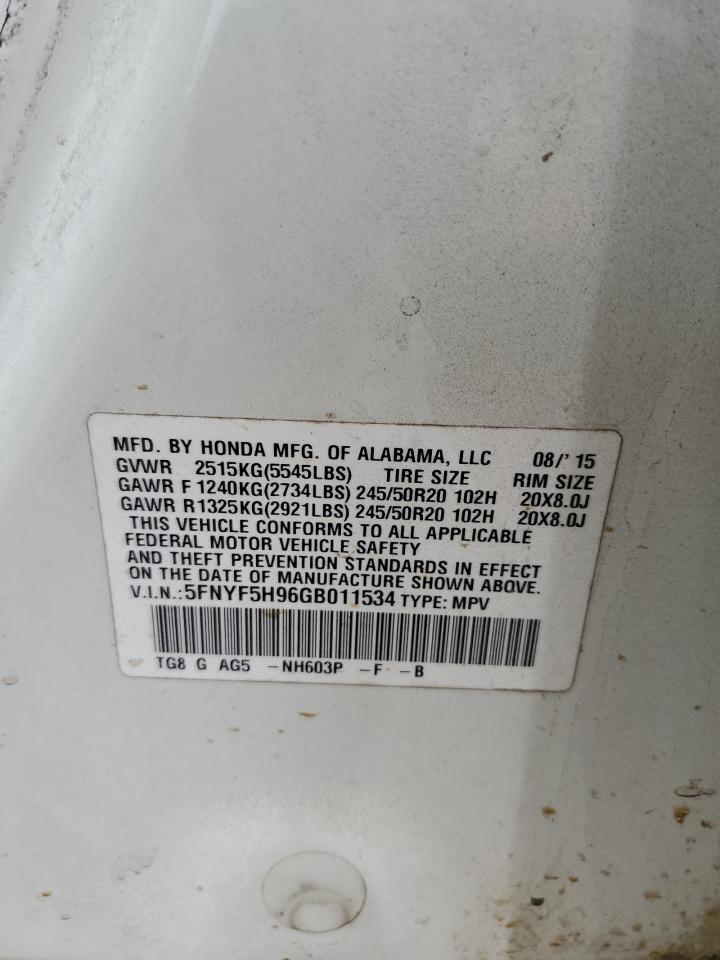 MFD. BY HONDA MFG. OF ALABAMA, LLC 08/'15
GVWR 2515KG(5545LBS) TIRE SIZE RIM SIZE
GAWR F 1240KG(2734LBS) 245/50R20 102H 20X8.0J
GAWR R 1325KG(2921LBS) 245/50R20 102H 20X8.0J
THIS VEHICLE CONFORMS TO ALL APPLICABLE
FEDERAL MOTOR VEHICLE SAFETY
AND THEFT PREVENTION STANDARDS IN EFFECT
ON THE DATE OF MANUFACTURE SHOWN ABOVE.
V.I.N.:5FNYF5H96GB011534 TYPE: MPV
TG8 G AG5 -NH603P -F -B